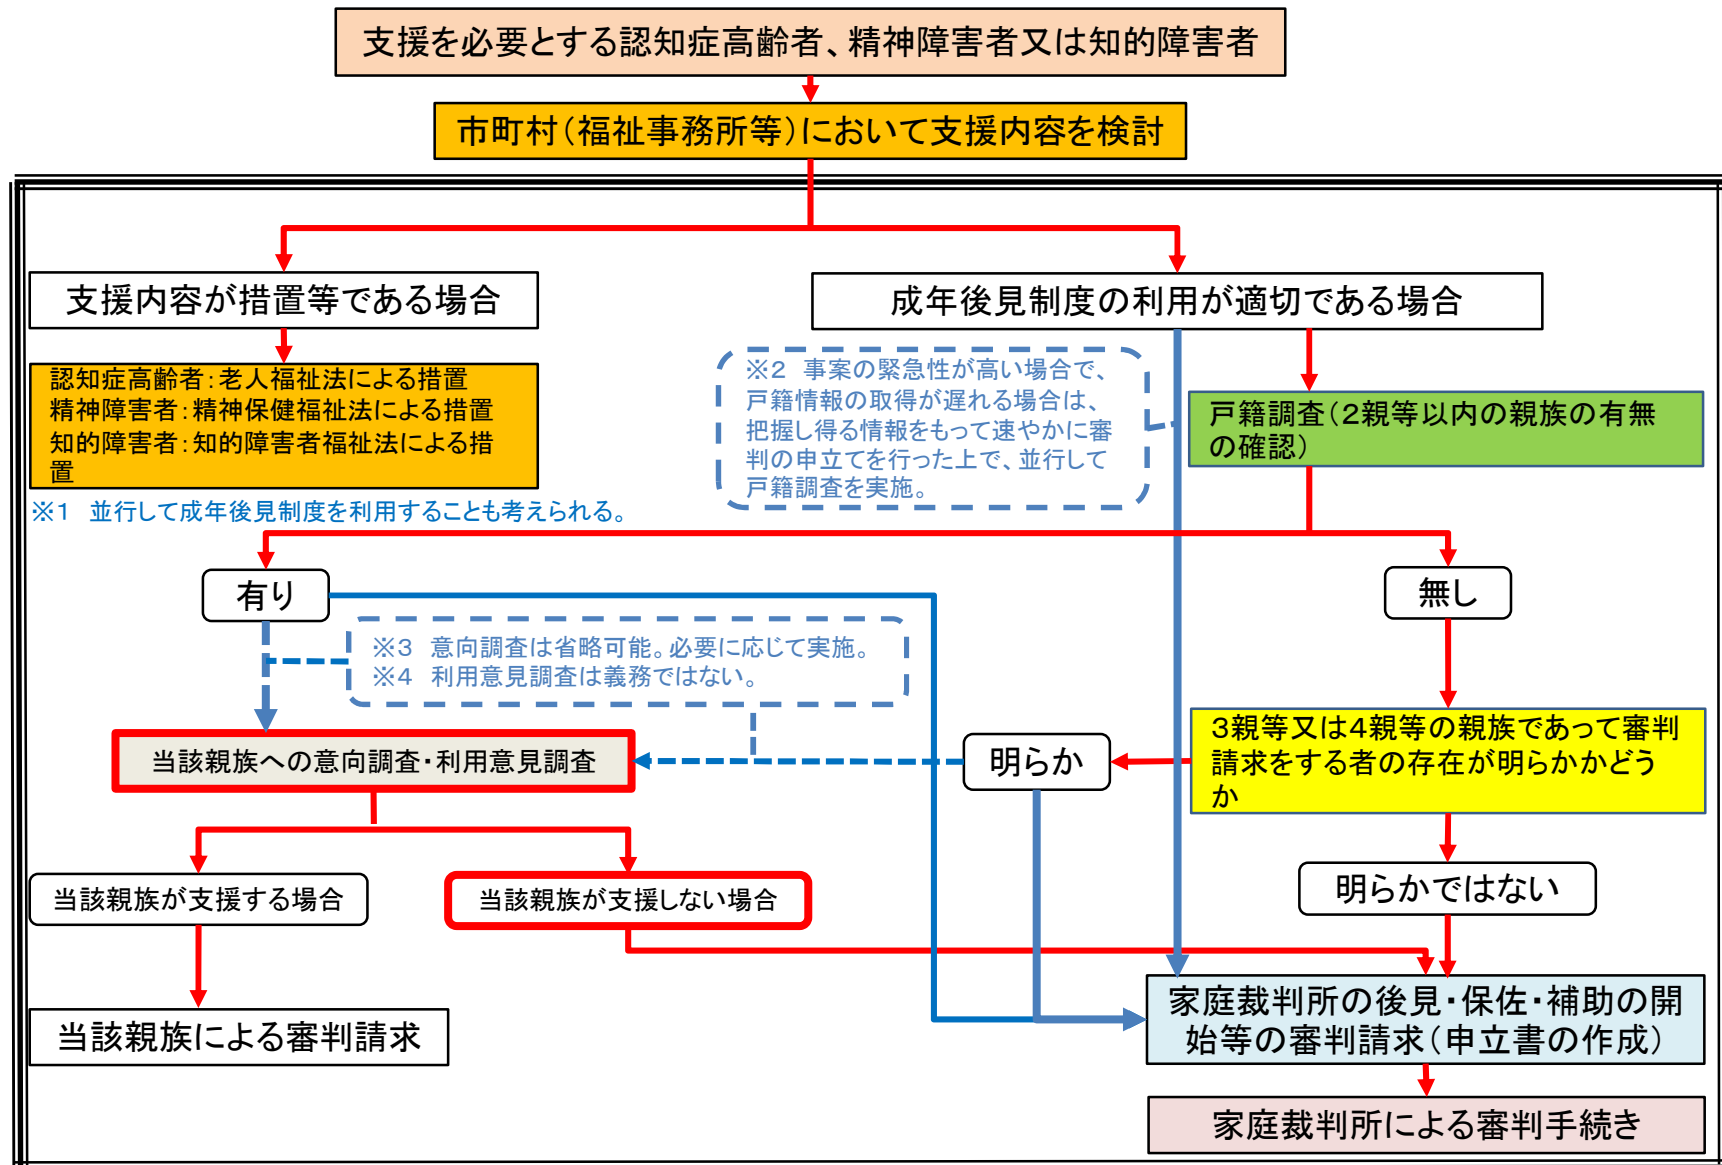 支援を必要とする認知症高齢者、精神障害者又は知的障害者
市町村（福祉事務所等）において支援内容を検討
支援内容が措置等である場合
成年後見制度の利用が適切である場合
認知症高齢者：老人福祉法による措置
精神障害者：精神保健福祉法による措置
知的障害者：知的障害者福祉法による措
置
※1　並行して成年後見制度を利用することも考えられる。
※2　事案の緊急性が高い場合で、
戸籍情報の取得が遅れる場合は、
把握し得る情報をもって速やかに審
判の申立てを行った上で、並行して
戸籍調査を実施。
戸籍調査（２親等以内の親族の有無
の確認）
有り
無し
※3　意向調査は省略可能。必要に応じて実施。
※4　利用意見調査は義務ではない。
当該親族への意向調査・利用意見調査
明らか
３親等又は４親等の親族であって審判
請求をする者の存在が明らかかどう
か
当該親族が支援する場合
当該親族が支援しない場合
明らかではない
当該親族による審判請求
家庭裁判所の後見・保佐・補助の開
始等の審判請求（申立書の作成）
家庭裁判所による審判手続き